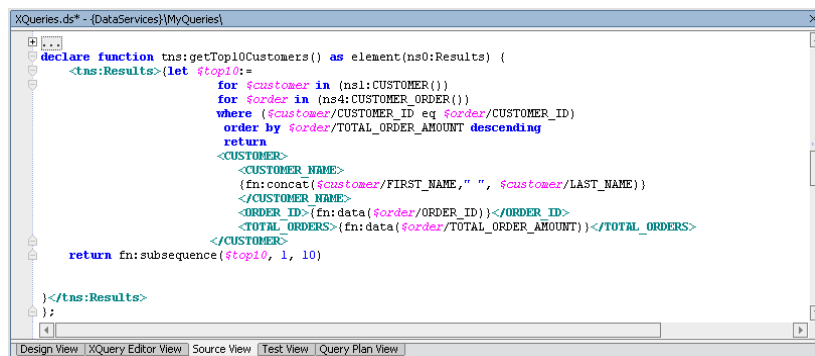 XQueries.ds* - {DataServices}\MyQueries\
...
declare function tns:getTop10Customers() as element(ns0:Results) {
<tns:Results>{let $top10:=
for $customer in (ns1:CUSTOMER())
for $order in (ns4:CUSTOMER_ORDER())
where ($customer/CUSTOMER_ID eq $order/CUSTOMER_ID)
order by $order/TOTAL_ORDER_AMOUNT descending
return
<CUSTOMER>
<CUSTOMER_NAME>
{fn:concat($customer/FIRST_NAME," ", $customer/LAST_NAME)}
</CUSTOMER_NAME>
<ORDER_ID>{fn:data($order/ORDER_ID)}</ORDER_ID>
<TOTAL_ORDERS>{fn:data($order/TOTAL_ORDER_AMOUNT)}</TOTAL_ORDERS>
</CUSTOMER>
return fn:subsequence($top10, 1, 10)
}</tns:Results>
};
Design View XQuery Editor View Source View Test View Query Plan View